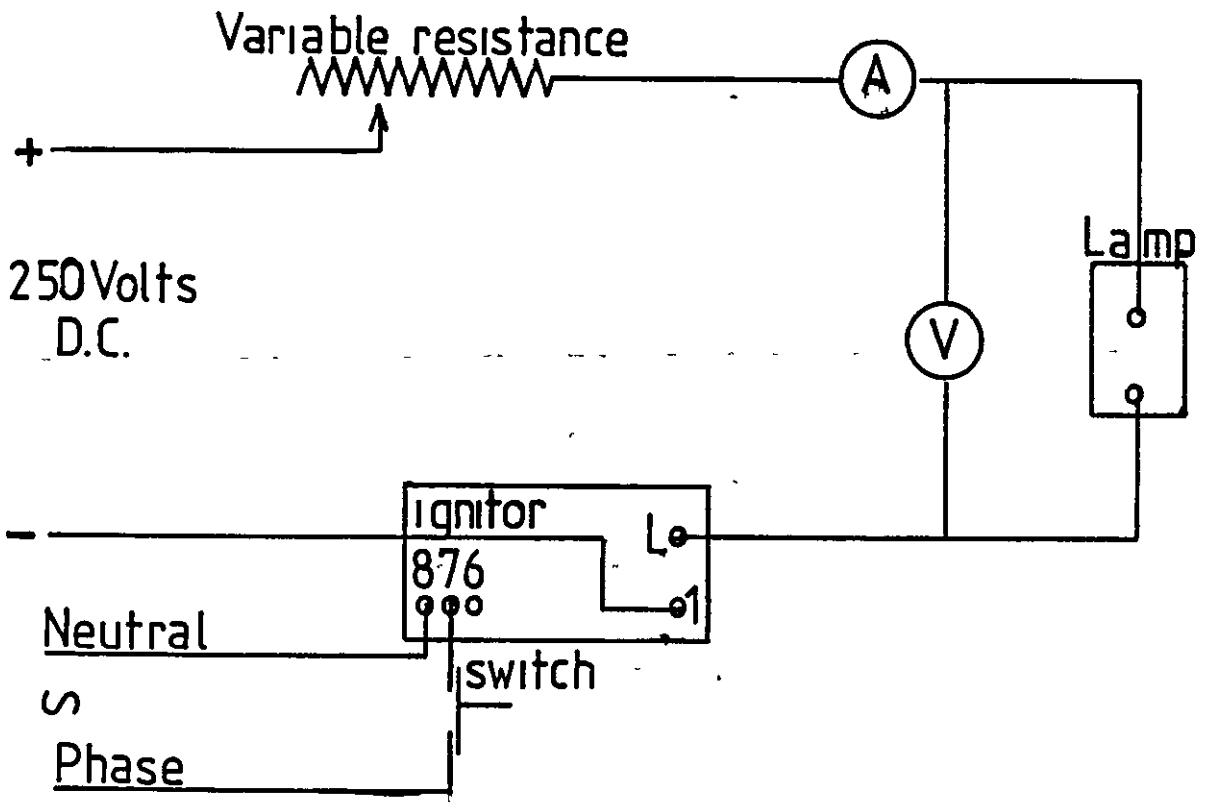 Variable resistance
A
+
Lamp
250 Volts
D.C.
V
-
ignitor
L
876
1
Neutral
switch
S
Phase